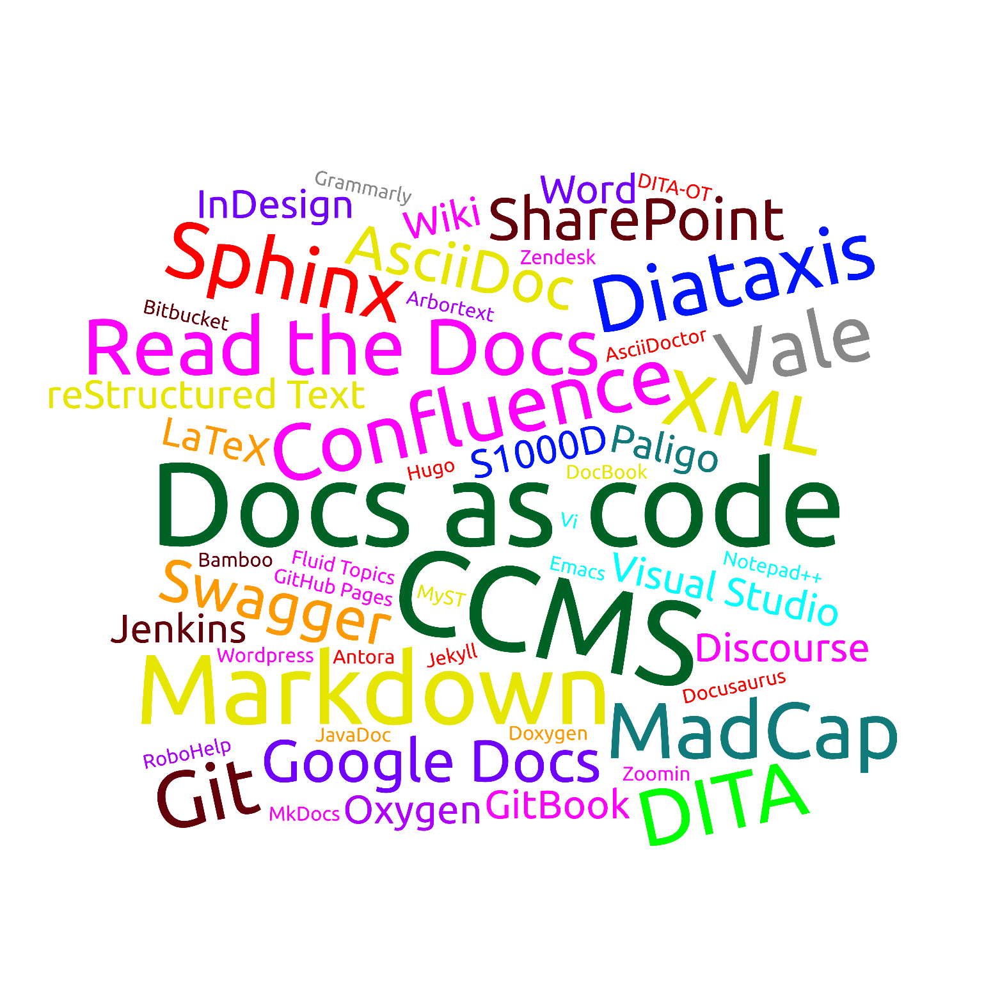 Grammarly
Word
DITA-OT
InDesign
Wiki
SharePoint
Sphinx
AsciiDoc
Zendesk
Diataxis
Bitbucket
Arbortext
Read the Docs
AsciiDoctor
Vale
reStructured Text
Confluence
XML
LaTeX
Hugo
S1000D
Paligo
DocBook
Docs as code
Vi
Bamboo
Fluid Topics
GitHub Pages
Swagger
MyST
CCMS
Emacs
Visual Studio
Notepad++
Jenkins
Wordpress
Antora
Jekyll
Discourse
Markdown
Docusaurus
JavaDoc
Doxygen
MadCap
RoboHelp
Git
Google Docs
Zoomin
MkDocs
Oxygen
GitBook
DITA